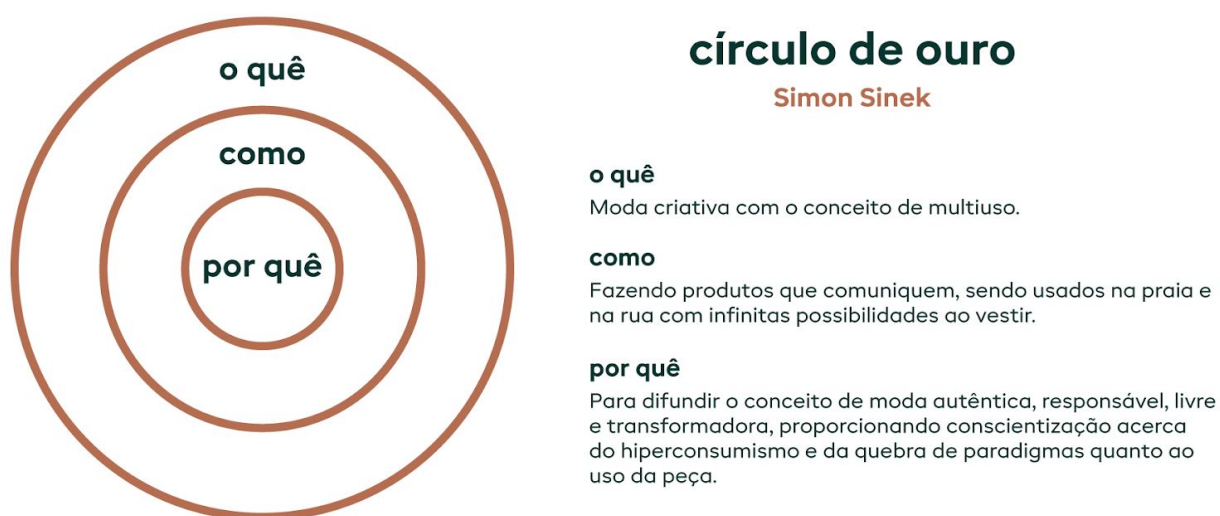 o quê
como
por quê
círculo de ouro
Simon Sinek
o quê
Moda criativa com o conceito de multiuso.
como
Fazendo produtos que comuniquem, sendo usados na praia e
na rua com infinitas possibilidades ao vestir.
por quê
Para difundir o conceito de moda autêntica, responsável, livre
e transformadora, proporcionando conscientização acerca
do hiperconsumismo e da quebra de paradigmas quanto ao
uso da peça.